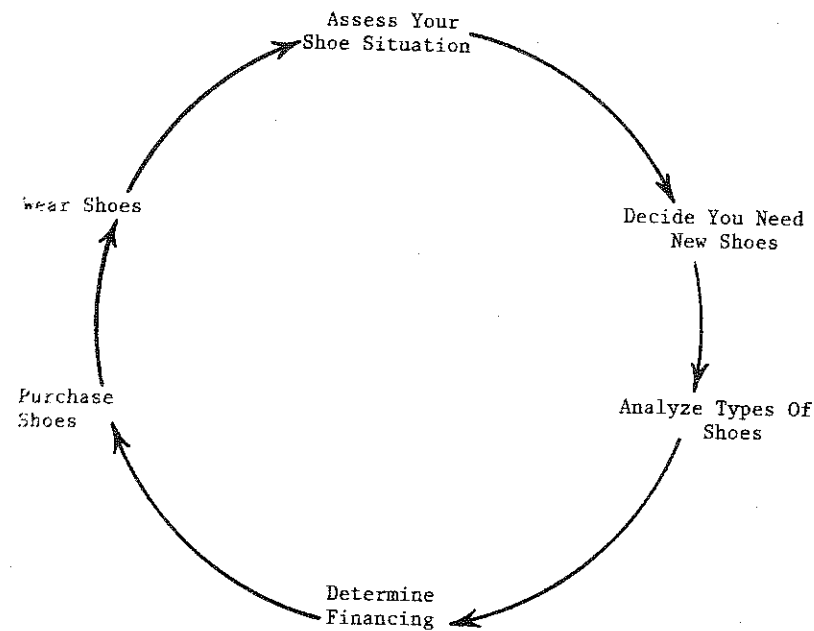 Assess Your
Shoe Situation
Decide You Need
New Shoes
Analyze Types Of
Shoes
Determine
Financing
Purchase
Shoes
Wear Shoes